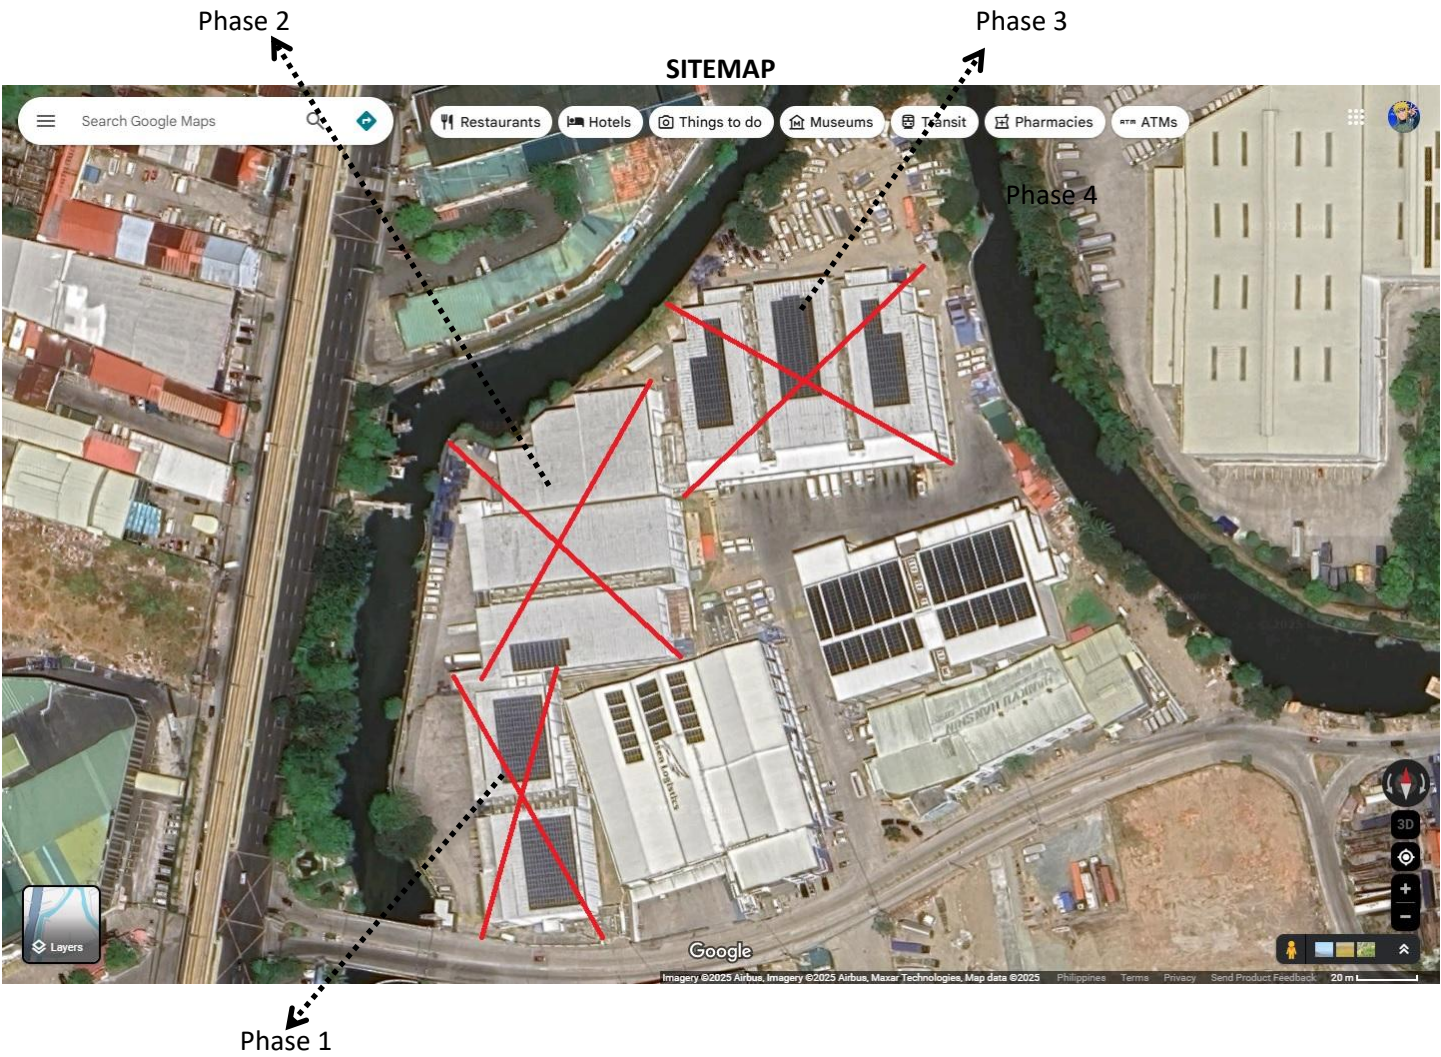 Phase 2
Phase 3
SITEMAP
Search Google Maps
Restaurants
Hotels
Things to do
Museums
Transit
Pharmacies
ATMs
Phase 4
HANKYU HANSHIN
Logistics
3D
Layers
Google
Imagery ©2025 Airbus, Imagery ©2025 Airbus, Maxar Technologies, Map data ©2025
Philippines
Terms
Privacy
Send Product Feedback
20 m
Phase 1